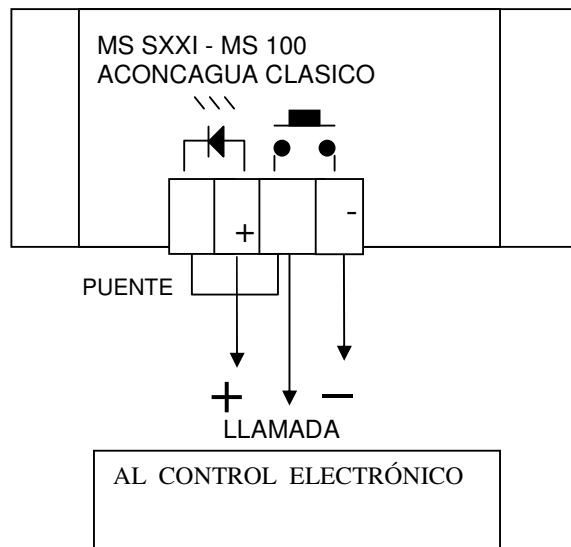 MS SXXI - MS 100
ACONCAGUA CLASICO
+ -
PUENTE
+ −
LLAMADA
AL CONTROL ELECTRÓNICO